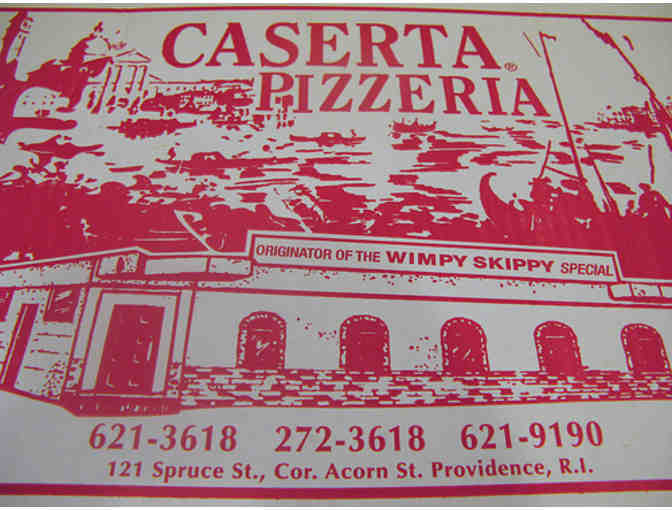 CASERTA®
PIZZERIA
ORIGINATOR OF THE WIMPY SKIPPY SPECIAL
621-3618 272-3618 621-9190
121 Spruce St., Cor. Acorn St. Providence, R.I.